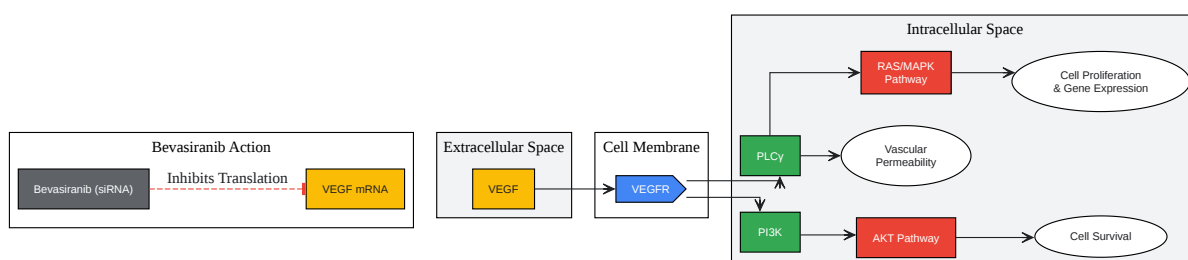 Bevasiranib Action
Bevasiranib (siRNA)
Inhibits Translation
VEGF mRNA
Extracellular Space
VEGF
Cell Membrane
VEGFR
Intracellular Space
RAS/MAPK
Pathway
Cell Proliferation
& Gene Expression
PLCγ
Vascular
Permeability
PI3K
AKT Pathway
Cell Survival